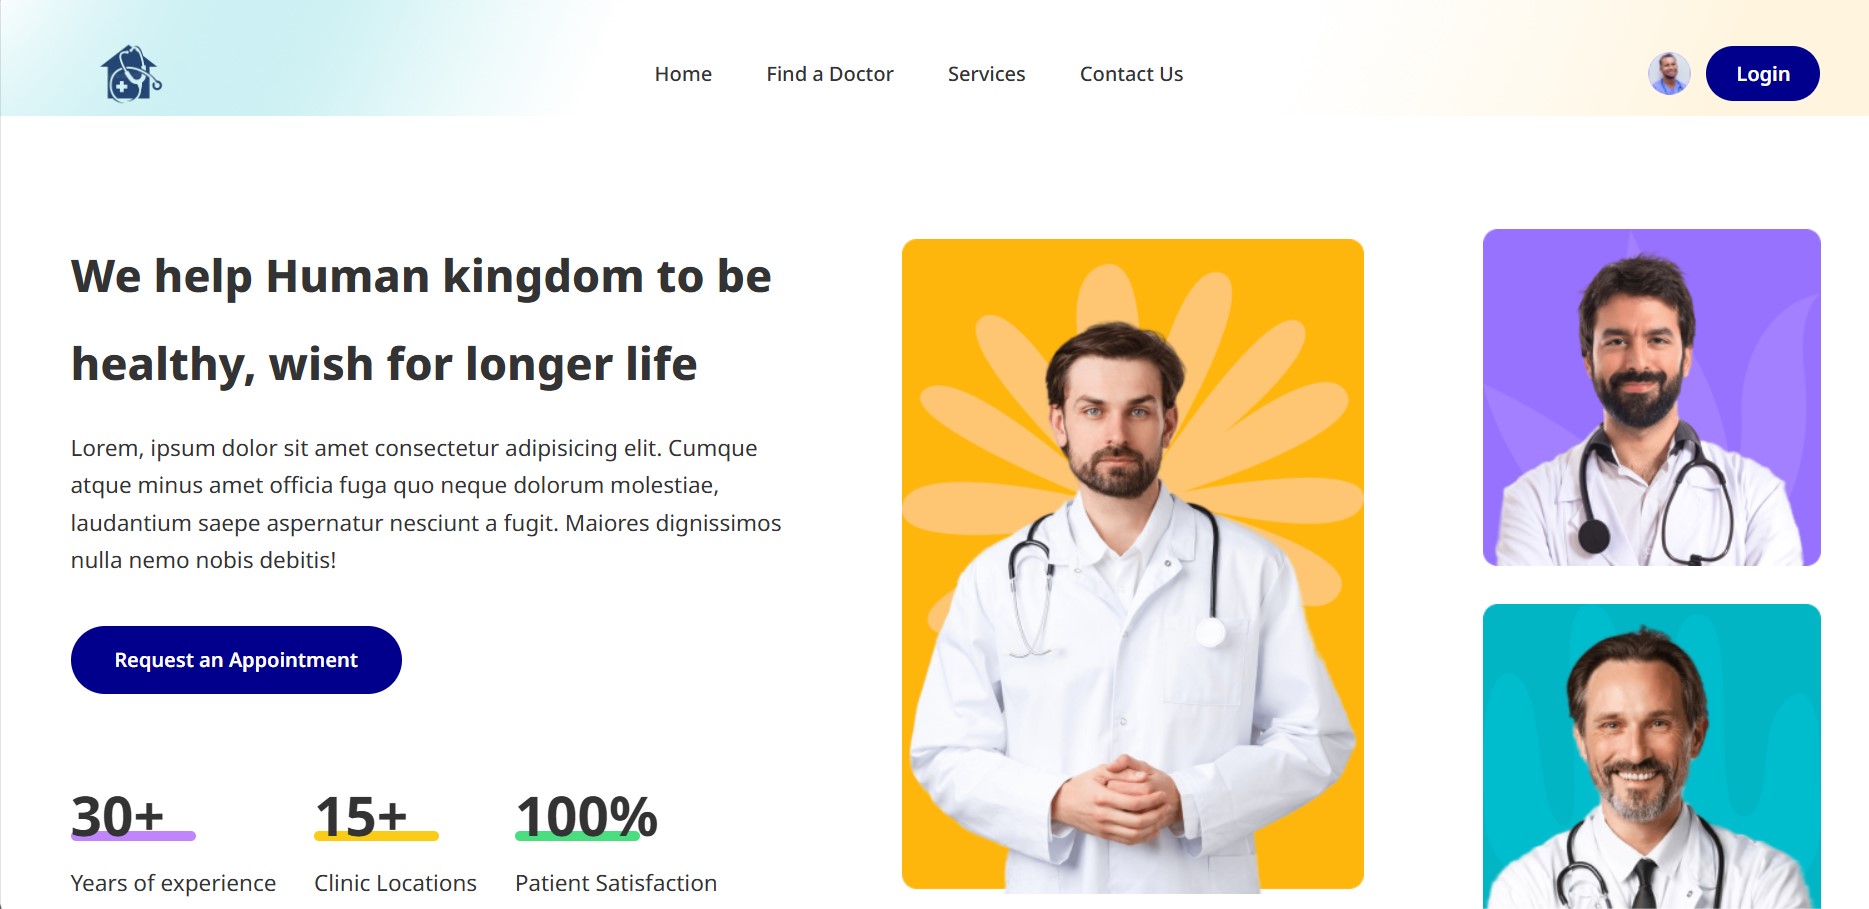 Home
Find a Doctor
Services
Contact Us
Login
We help Human kingdom to be
healthy, wish for longer life
Lorem, ipsum dolor sit amet consectetur adipisicing elit. Cumque
atque minus amet officia fuga quo neque dolorum molestiae,
laudantium saepe aspernatur nesciunt a fugit. Maiores dignissimos
nulla nemo nobis debitis!
Request an Appointment
30+
Years of experience
15+
Clinic Locations
100%
Patient Satisfaction